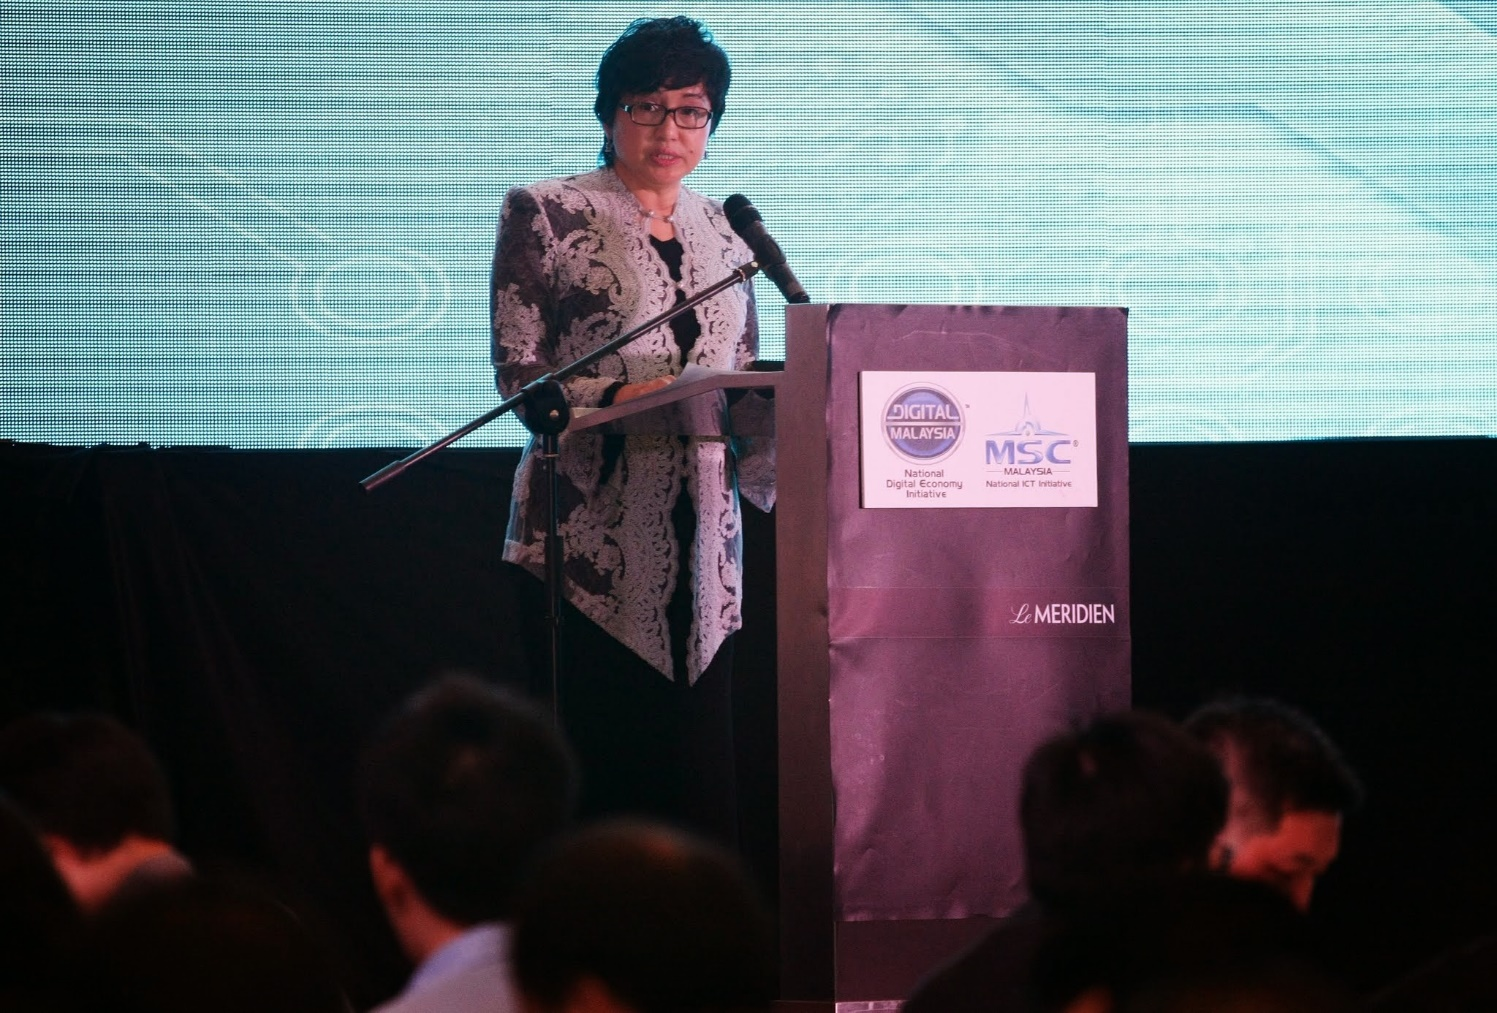 DIGITAL
MALAYSIA
National
Digital Economy
Initiative
MSC
MALAYSIA
National ICT Initiative
Le MERIDIEN